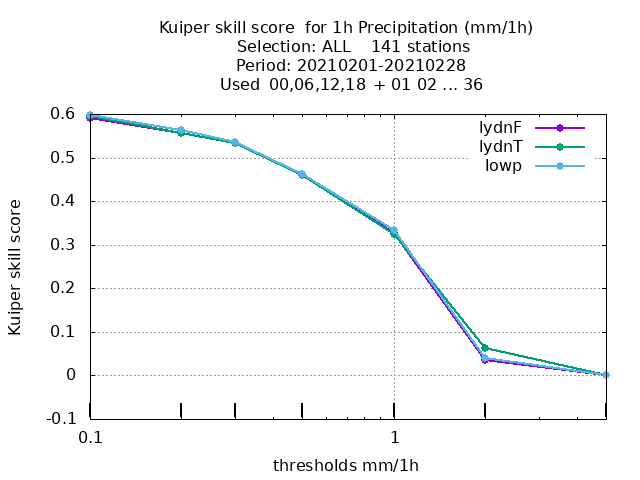 Kuiper skill score for 1h Precipitation (mm/1h)
Selection: ALL 141 stations
Period: 20210201-20210228
Used 00,06,12,18 + 01 02 ... 36
lydnF
lydnT
lowp
Kuiper skill score
0.6
0.5
0.4
0.3
0.2
0.1
0
-0.1
0.1
1
thresholds mm/1h